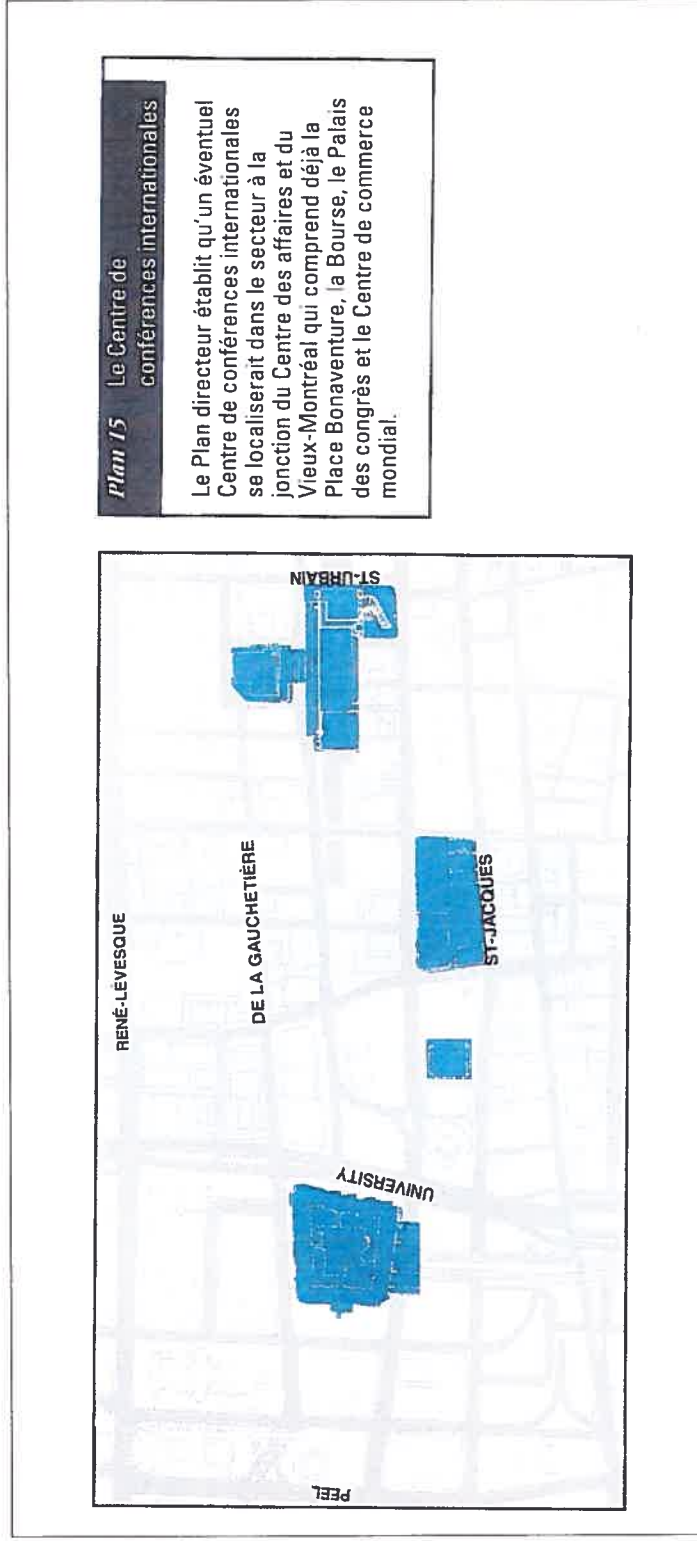 Plan 15 Le Centre de
conférences internationales
Le Plan directeur établit qu'un éventuel
Centre de conférences internationales
se localiserait dans le secteur à la
jonction du Centre des affaires et du
Vieux-Montréal qui comprend déjà la
Place Bonaventure, la Bourse, le Palais
des congrès et le Centre de commerce
mondial.
RENÉ-LÉVESQUE
DE LA GAUCHETIÈRE
ST-URBAIN
ST-JACQUES
UNIVERSITY
PEEL